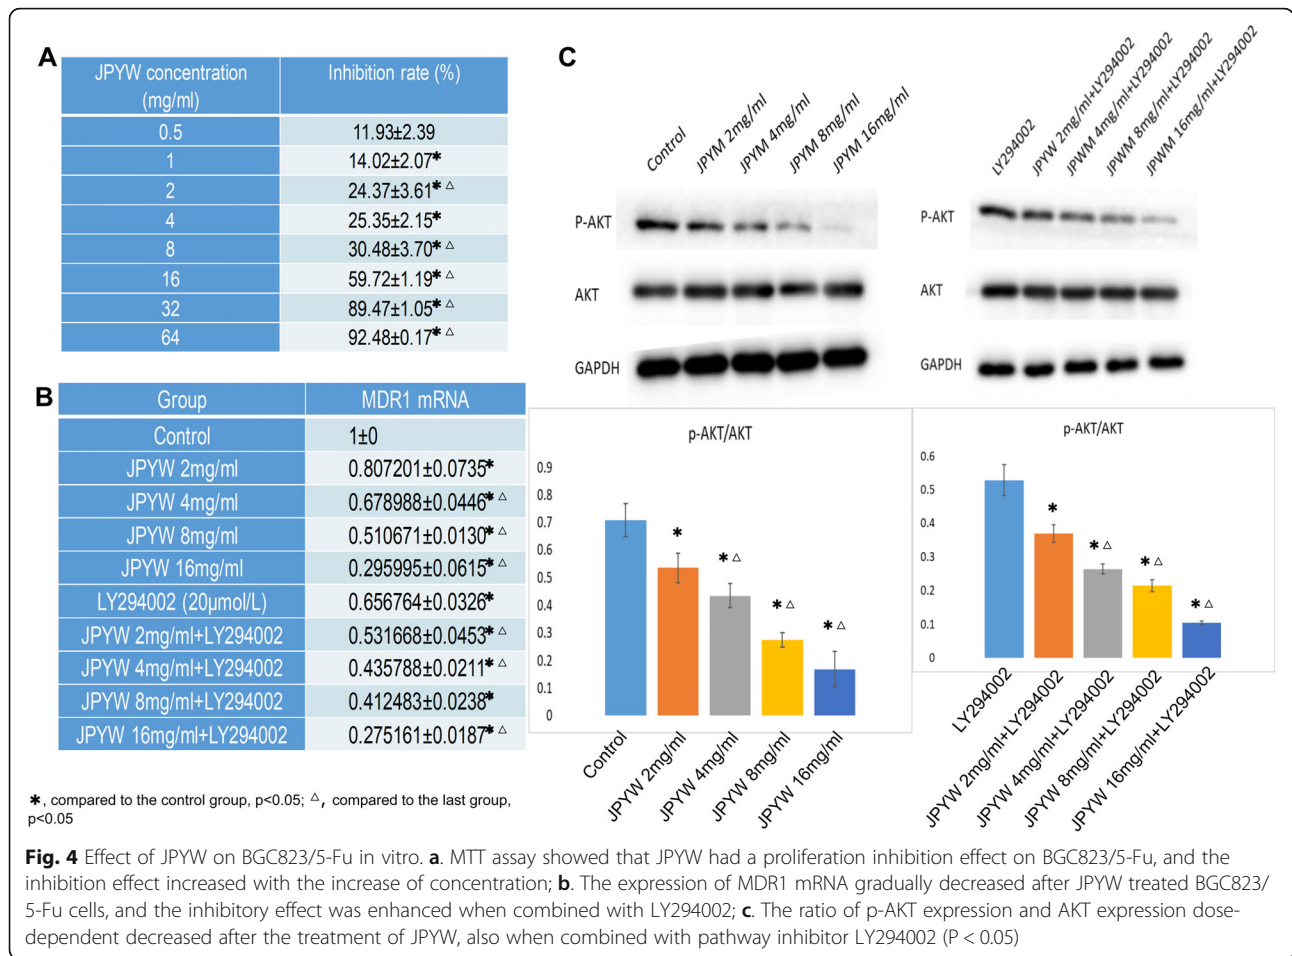 A
JPYW concentration (mg/ml) Inhibition rate (%)
0.5 11.93±2.39
1 14.02±2.07*
2 24.37±3.61* △
4 25.35±2.15*
8 30.48±3.70* △
16 59.72±1.19* △
32 89.47±1.05* △
64 92.48±0.17* △
B
Group MDR1 mRNA
Control 1±0
JPYW 2mg/ml 0.807201±0.0735*
JPYW 4mg/ml 0.678988±0.0446* △
JPYW 8mg/ml 0.510671±0.0130* △
JPYW 16mg/ml 0.295995±0.0615* △
LY294002 (20μmol/L) 0.656764±0.0326*
JPYW 2mg/ml+LY294002 0.531668±0.0453* △
JPYW 4mg/ml+LY294002 0.435788±0.0211* △
JPYW 8mg/ml+LY294002 0.412483±0.0238*
JPYW 16mg/ml+LY294002 0.275161±0.0187* △
*, compared to the control group, p<0.05; △, compared to the last group,
p<0.05
C
Control
JPYM 2mg/ml
JPYM 4mg/ml
JPYM 8mg/ml
JPYM 16mg/ml
P-AKT
AKT
GAPDH
LY294002
JPYW 2mg/ml+LY294002
JPWM 4mg/ml+LY294002
JPWM 8mg/ml+LY294002
JPWM 16mg/ml+LY294002
P-AKT
AKT
GAPDH
p-AKT/AKT
0.9
0.8
0.7
0.6
0.5
0.4
0.3
0.2
0.1
0
*
* △
* △
* △
Control
JPYW 2mg/ml
JPYW 4mg/ml
JPYW 8mg/ml
JPYW 16mg/ml
p-AKT/AKT
0.6
0.5
0.4
0.3
0.2
0.1
0
*
* △
* △
* △
LY294002
JPYW 2mg/ml+LY294002
JPYW 4mg/ml+LY294002
JPYW 8mg/ml+LY294002
JPYW 16mg/ml+LY294002
Fig. 4 Effect of JPYW on BGC823/5-Fu in vitro. a. MTT assay showed that JPYW had a proliferation inhibition effect on BGC823/5-Fu, and the
inhibition effect increased with the increase of concentration; b. The expression of MDR1 mRNA gradually decreased after JPYW treated BGC823/
5-Fu cells, and the inhibitory effect was enhanced when combined with LY294002; c. The ratio of p-AKT expression and AKT expression dose-
dependent decreased after the treatment of JPYW, also when combined with pathway inhibitor LY294002 (P < 0.05)